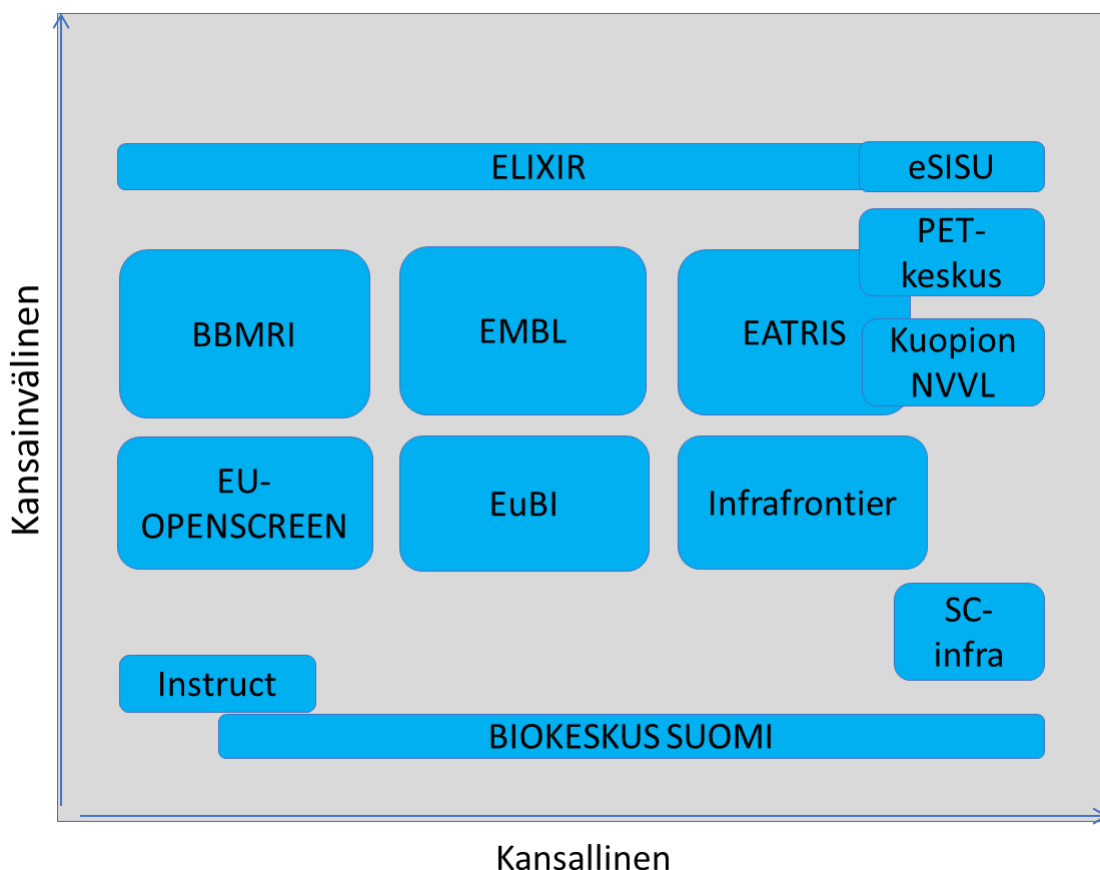 ELIXIR
eSISU
PET-
keskus
BBMRI
EMBL
EATRIS
Kuopion
NVVL
EU-
OPENSCREEN
EuBI
Infrafrontier
SC-
infra
Instruct
BIOKESKUS SUOMI
Kansainvälinen
Kansallinen